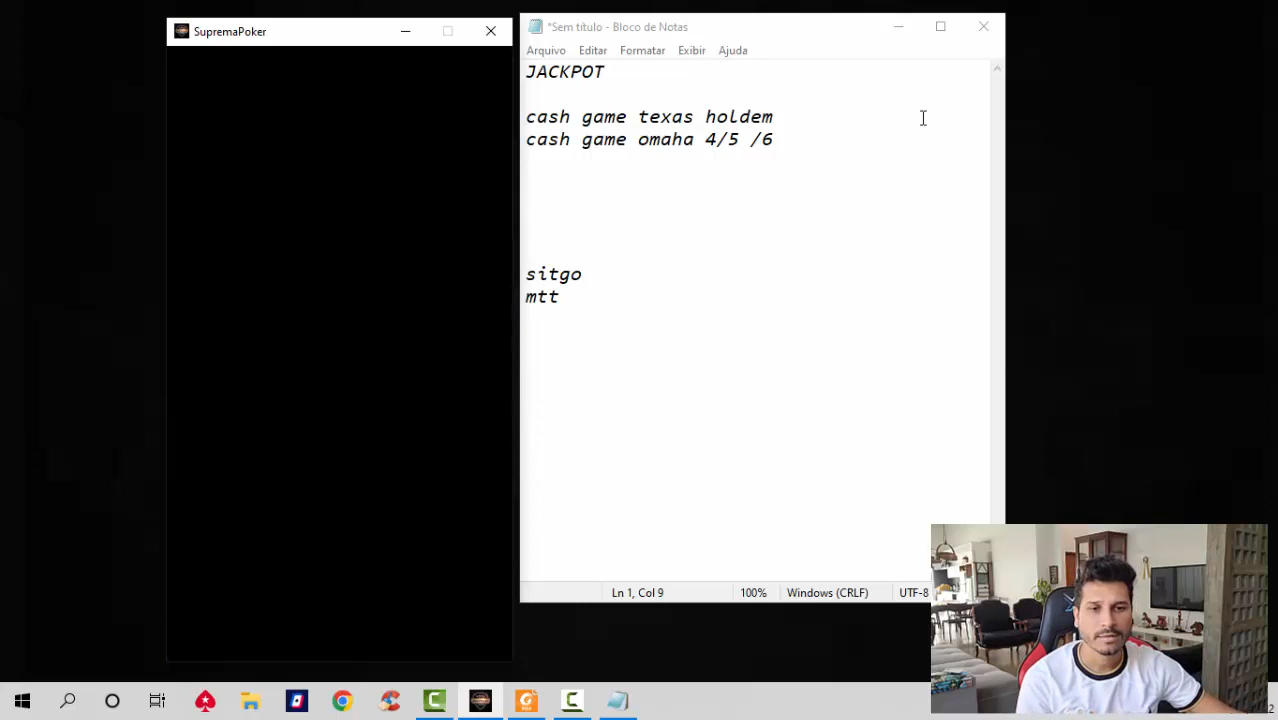 SupremaPoker
*Sem título - Bloco de Notas
Arquivo Editar Formatar Exibir Ajuda
JACKPOT
cash game texas holdem
cash game omaha 4/5 /6
sitgo
mtt
Ln 1, Col 9 100% Windows (CRLF) UTF-8